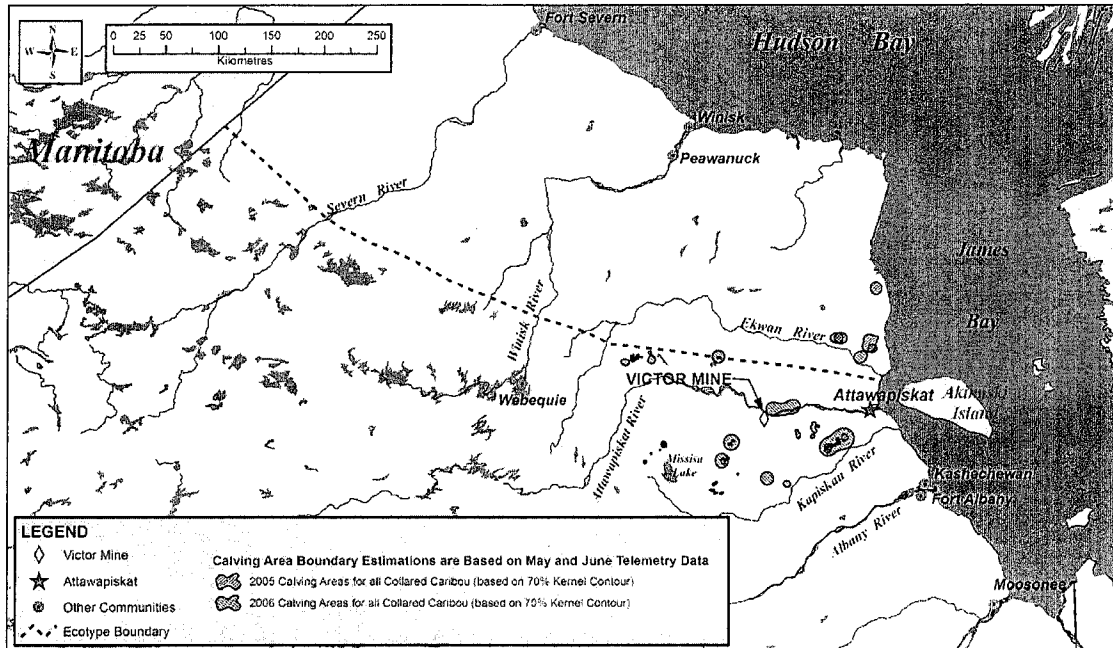 Fort Severn
Hudson Bay
N
W E
S
0 25 50 100 150 200 250
Kilometres
Manitoba
Winisk
Peawanuck
Severn River
James
Bay
Winisk River
Ekwan River
VICTOR MINE
Attawapiskat
Akimiski
Island
Webequie
Attawapiskat River
Missisa
Lake
Kapiskau River
Kashechewan
Fort Albany
Albany River
Moosonee
LEGEND
Victor Mine
Attawapiskat
Other Communities
Ecotype Boundary
Calving Area Boundary Estimations are Based on May and June Telemetry Data
2005 Calving Areas for all Collared Caribou (based on 70% Kernel Contour)
2006 Calving Areas for all Collared Caribou (based on 70% Kernel Contour)